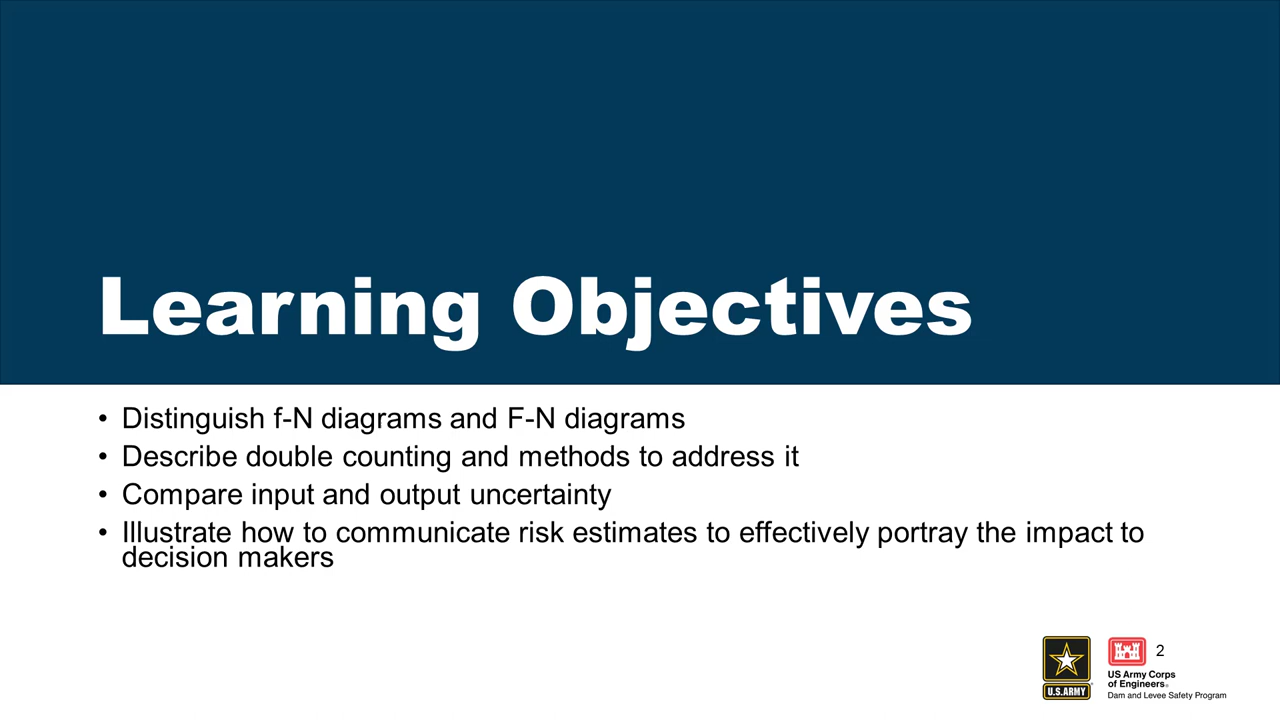 Learning Objectives
• Distinguish f-N diagrams and F-N diagrams
• Describe double counting and methods to address it
• Compare input and output uncertainty
• Illustrate how to communicate risk estimates to effectively portray the impact to
decision makers
2
U.S.ARMY
US Army Corps
of Engineers®
Dam and Levee Safety Program